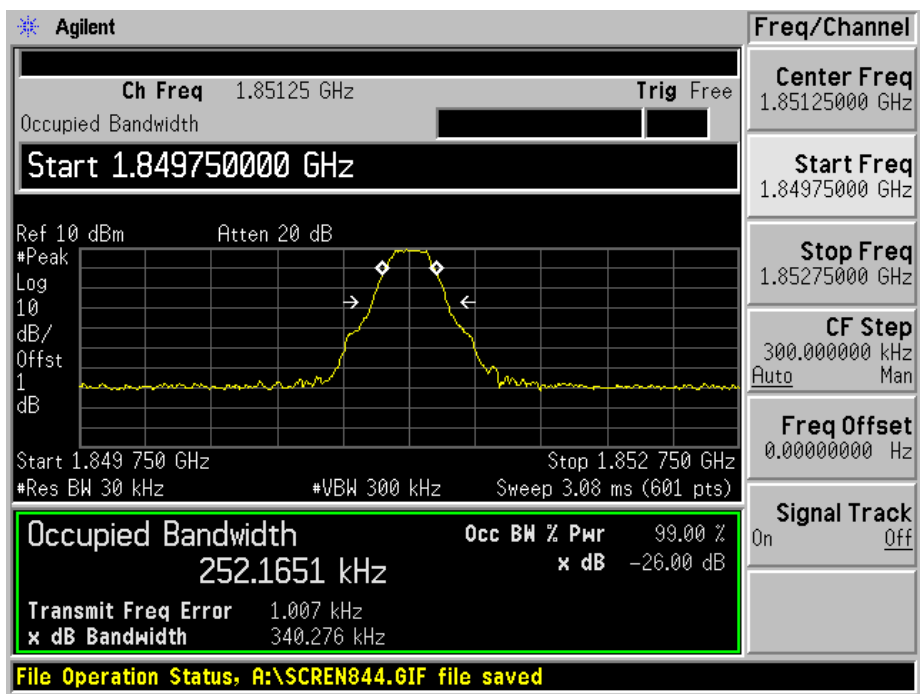 Agilent
Freq/Channel
Ch Freq 1.85125 GHz
Trig Free
Occupied Bandwidth
Center Freq
1.85125000 GHz
Start 1.849750000 GHz
Start Freq
1.84975000 GHz
Ref 10 dBm
Atten 20 dB
#Peak
Log
10
dB/
Offst
1
dB
Stop Freq
1.85275000 GHz
CF Step
300.000000 kHz
Auto Man
Start 1.849 750 GHz
Stop 1.852 750 GHz
#Res BW 30 kHz
#VBW 300 kHz
Sweep 3.08 ms (601 pts)
Freq Offset
0.00000000 Hz
Occupied Bandwidth
252.1651 kHz
Occ BW % Pwr 99.00 %
x dB -26.00 dB
Transmit Freq Error 1.007 kHz
x dB Bandwidth 340.276 kHz
Signal Track
On Off
File Operation Status, A:\SCREN844.GIF file saved